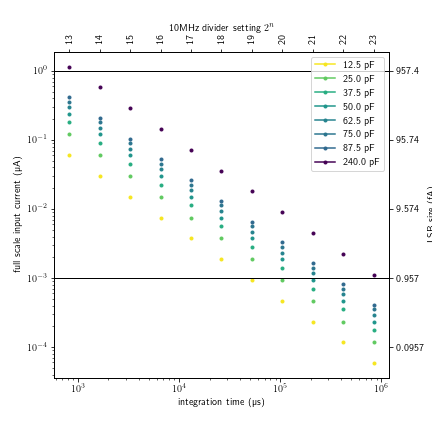 10MHz divider setting 2ⁿ
13 14 15 16 17 18 19 20 21 22 23
full scale input current (µA)
10⁰
10⁻¹
10⁻²
10⁻³
10⁻⁴
12.5 pF
25.0 pF
37.5 pF
50.0 pF
62.5 pF
75.0 pF
87.5 pF
240.0 pF
957.4
95.74
9.574
0.957
0.0957
LSB size (fA)
10³ 10⁴ 10⁵ 10⁶
integration time (µs)